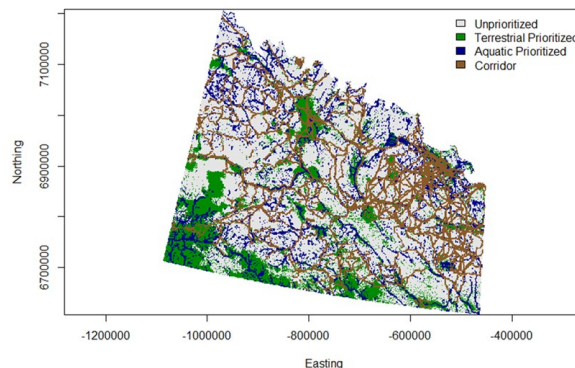 Unprioritized
Terrestrial Prioritized
Aquatic Prioritized
Corridor
7100000
6900000
6700000
Northing
-1200000 -1000000 -800000 -600000 -400000
Easting